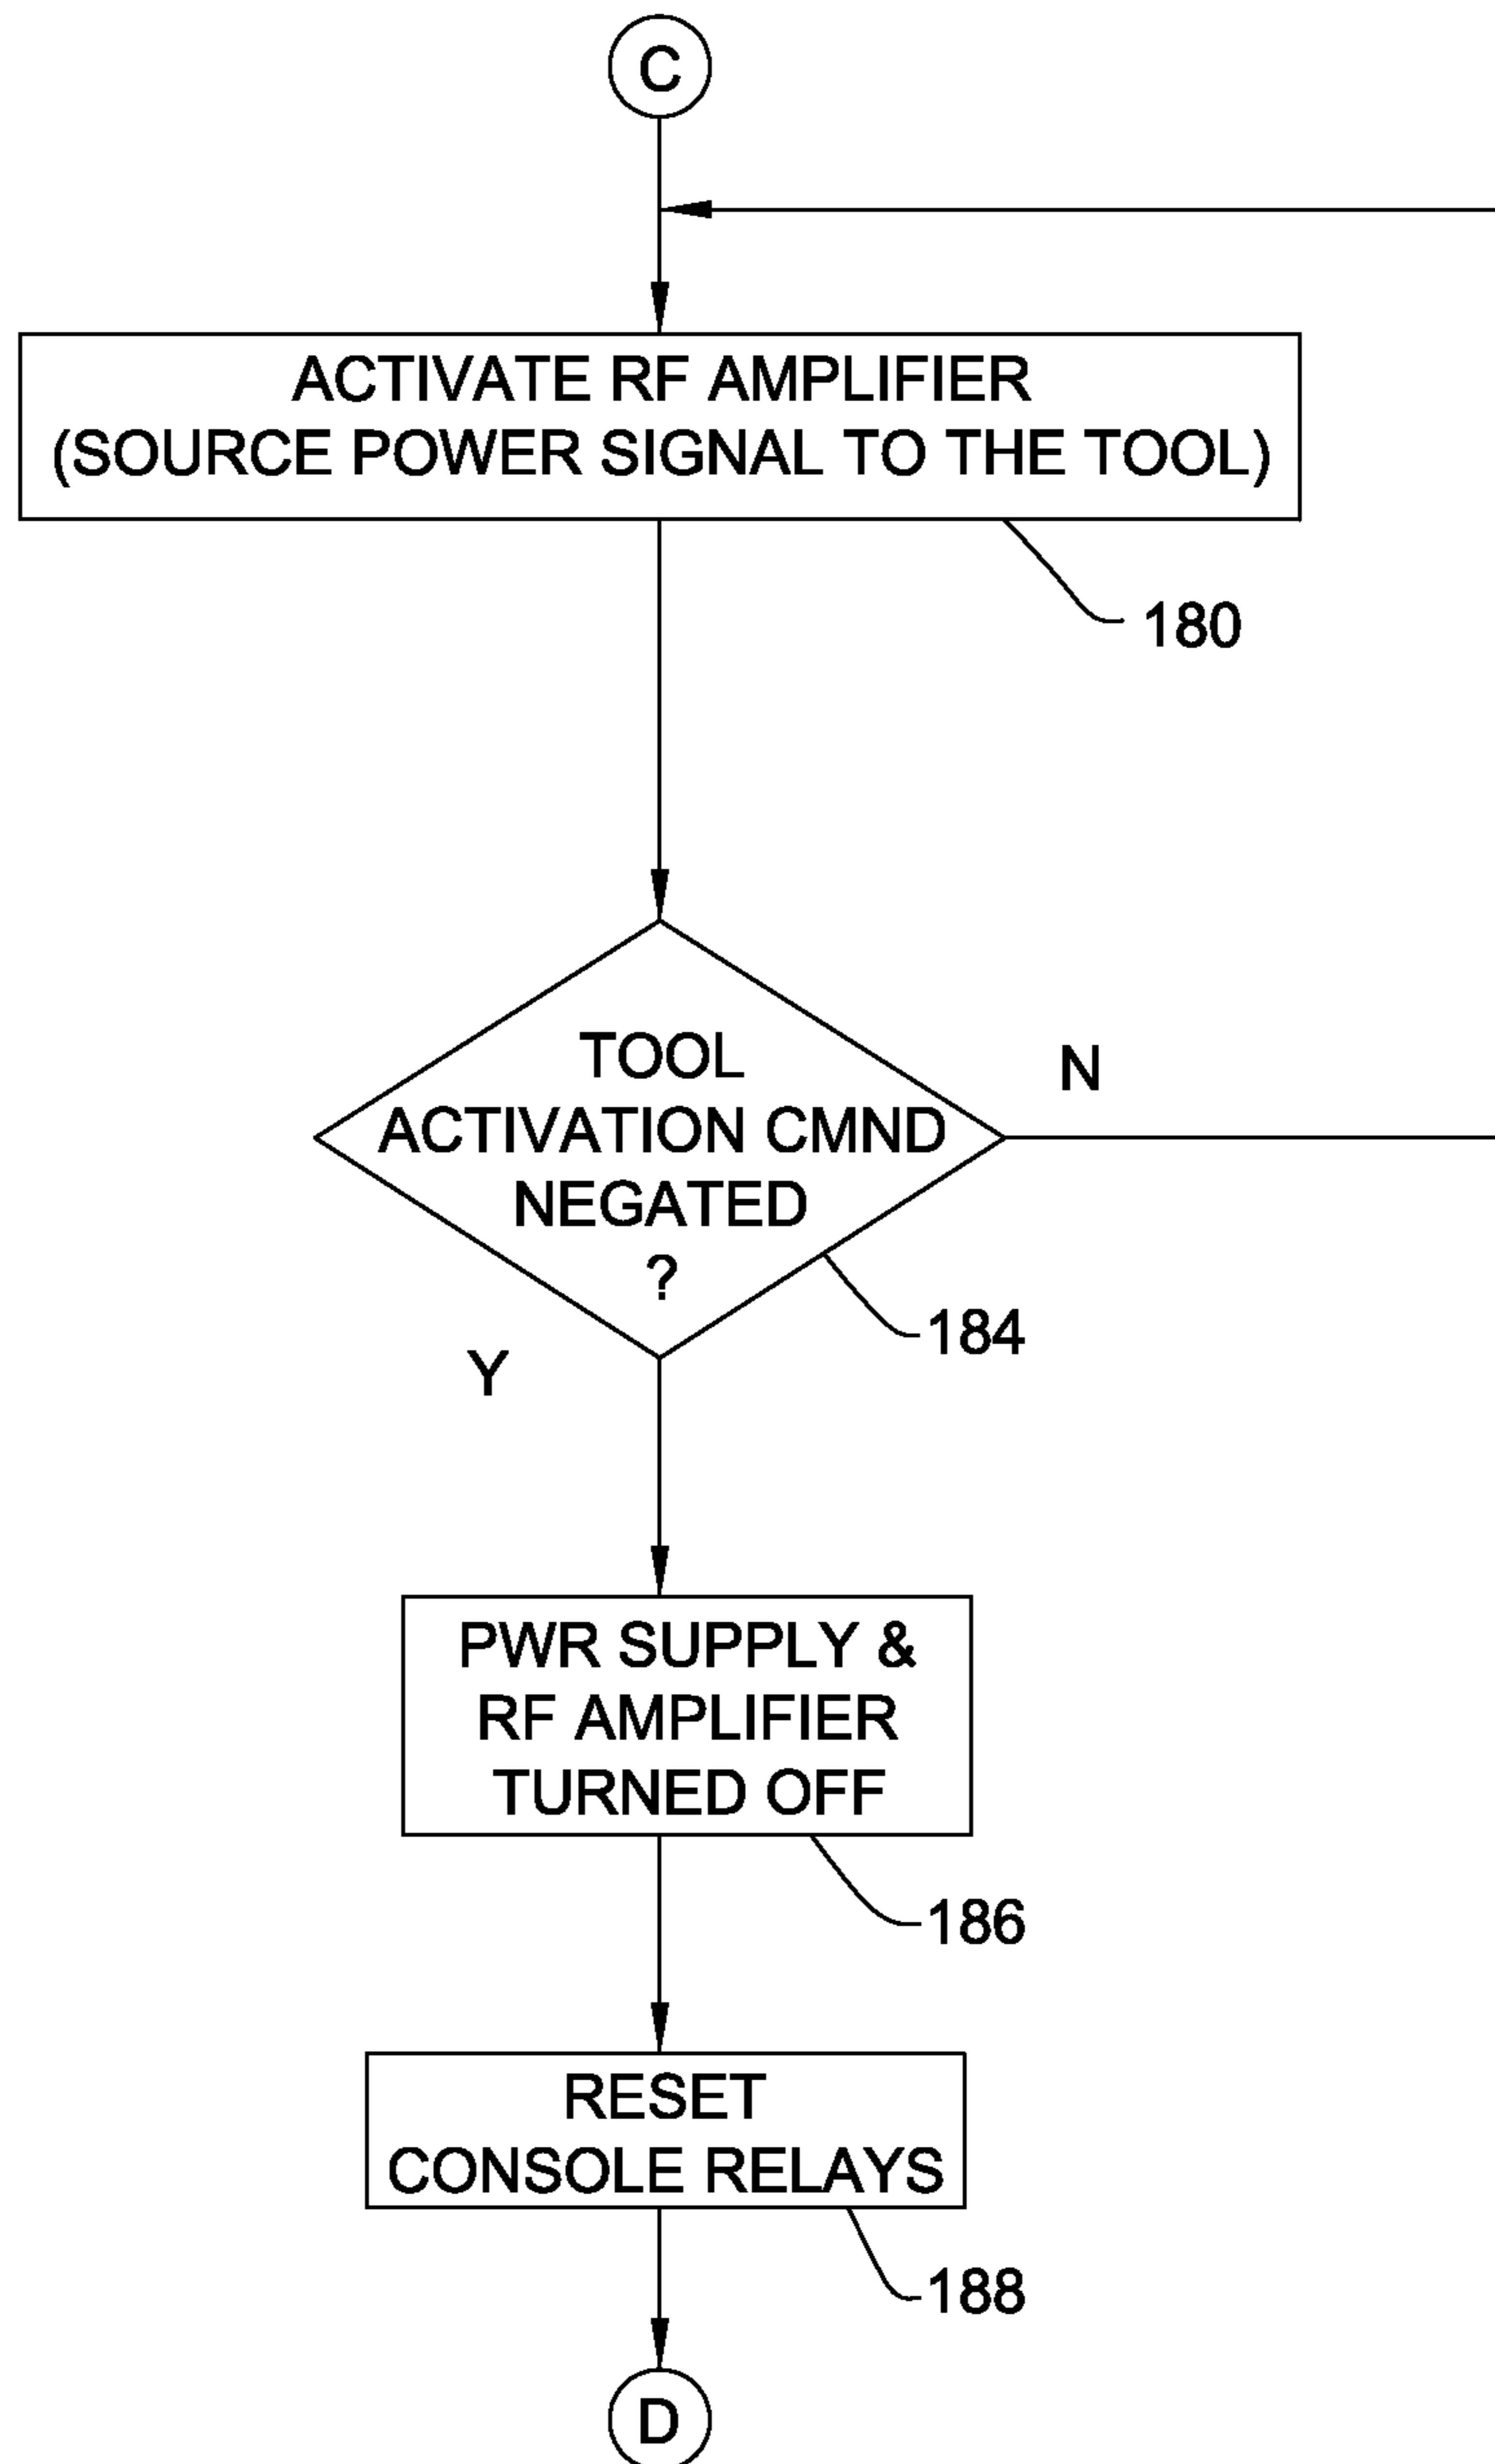 C
ACTIVATE RF AMPLIFIER
(SOURCE POWER SIGNAL TO THE TOOL)
180
TOOL
ACTIVATION CMND
NEGATED
?
N
184
Y
PWR SUPPLY &
RF AMPLIFIER
TURNED OFF
186
RESET
CONSOLE RELAYS
188
D